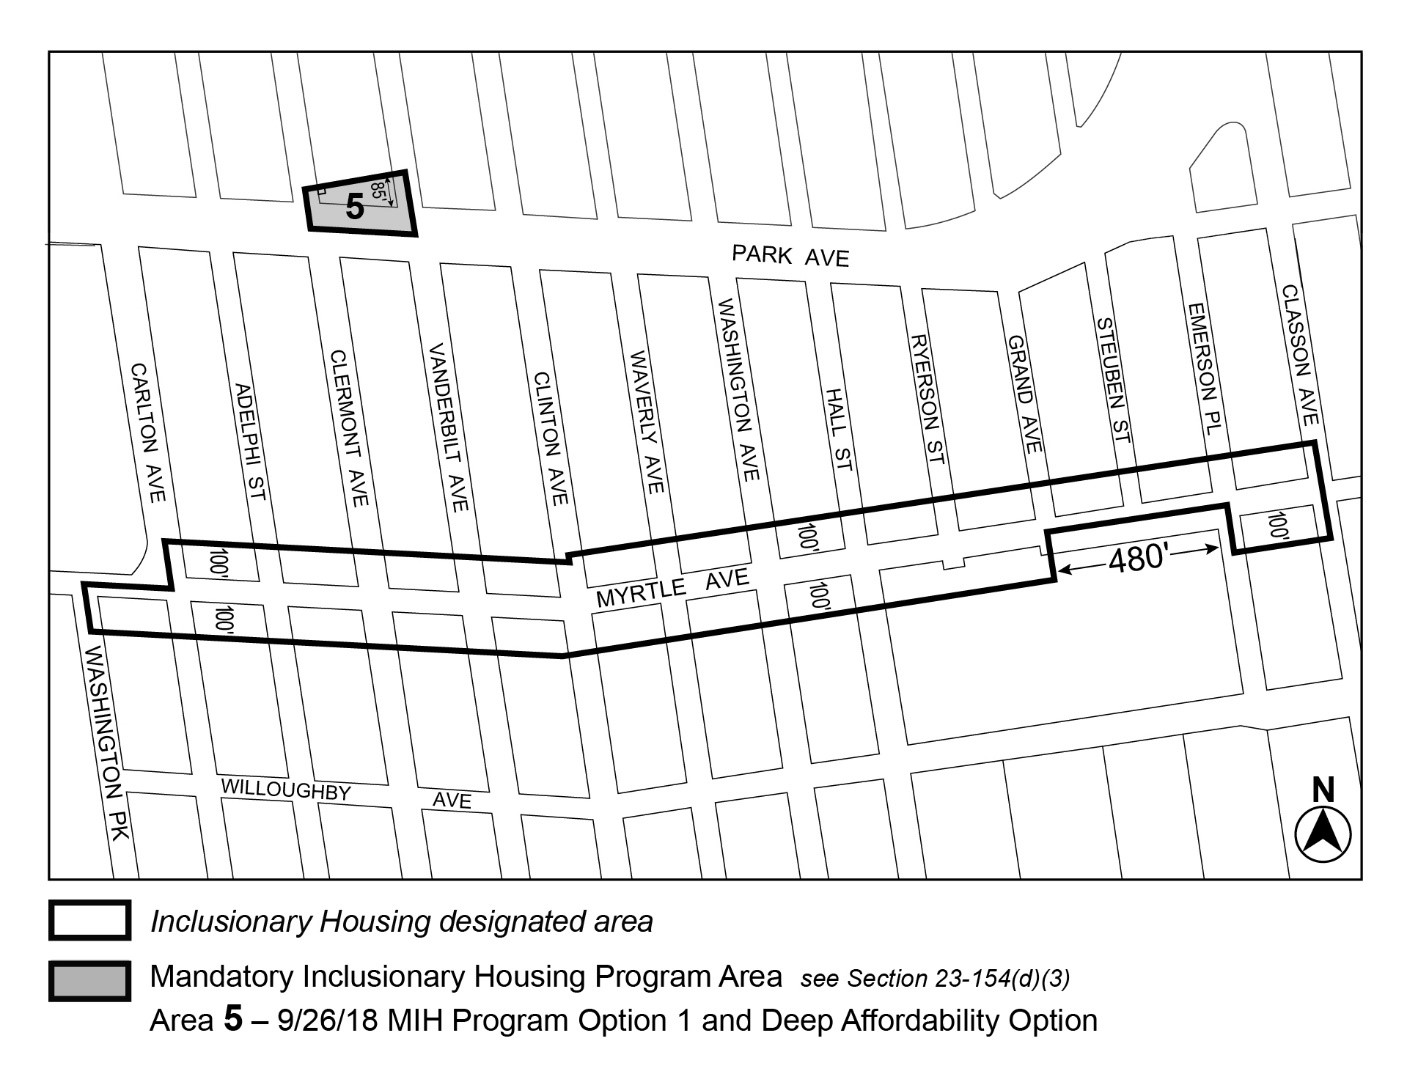 85'
5
PARK AVE
CARLTON AVE
ADELPHI ST
CLERMONT AVE
VANDERBILT AVE
CLINTON AVE
WAVERLY AVE
WASHINGTON AVE
HALL ST
RYERSON ST
GRAND AVE
STEUBEN ST
EMERSON PL
CLASSON AVE
100'
100'
100'
100'
MYRTLE AVE
100'
480'
WASHINGTON PK
WILLOUGHBY AVE
N
Inclusionary Housing designated area
Mandatory Inclusionary Housing Program Area see Section 23-154(d)(3)
Area 5 – 9/26/18 MIH Program Option 1 and Deep Affordability Option